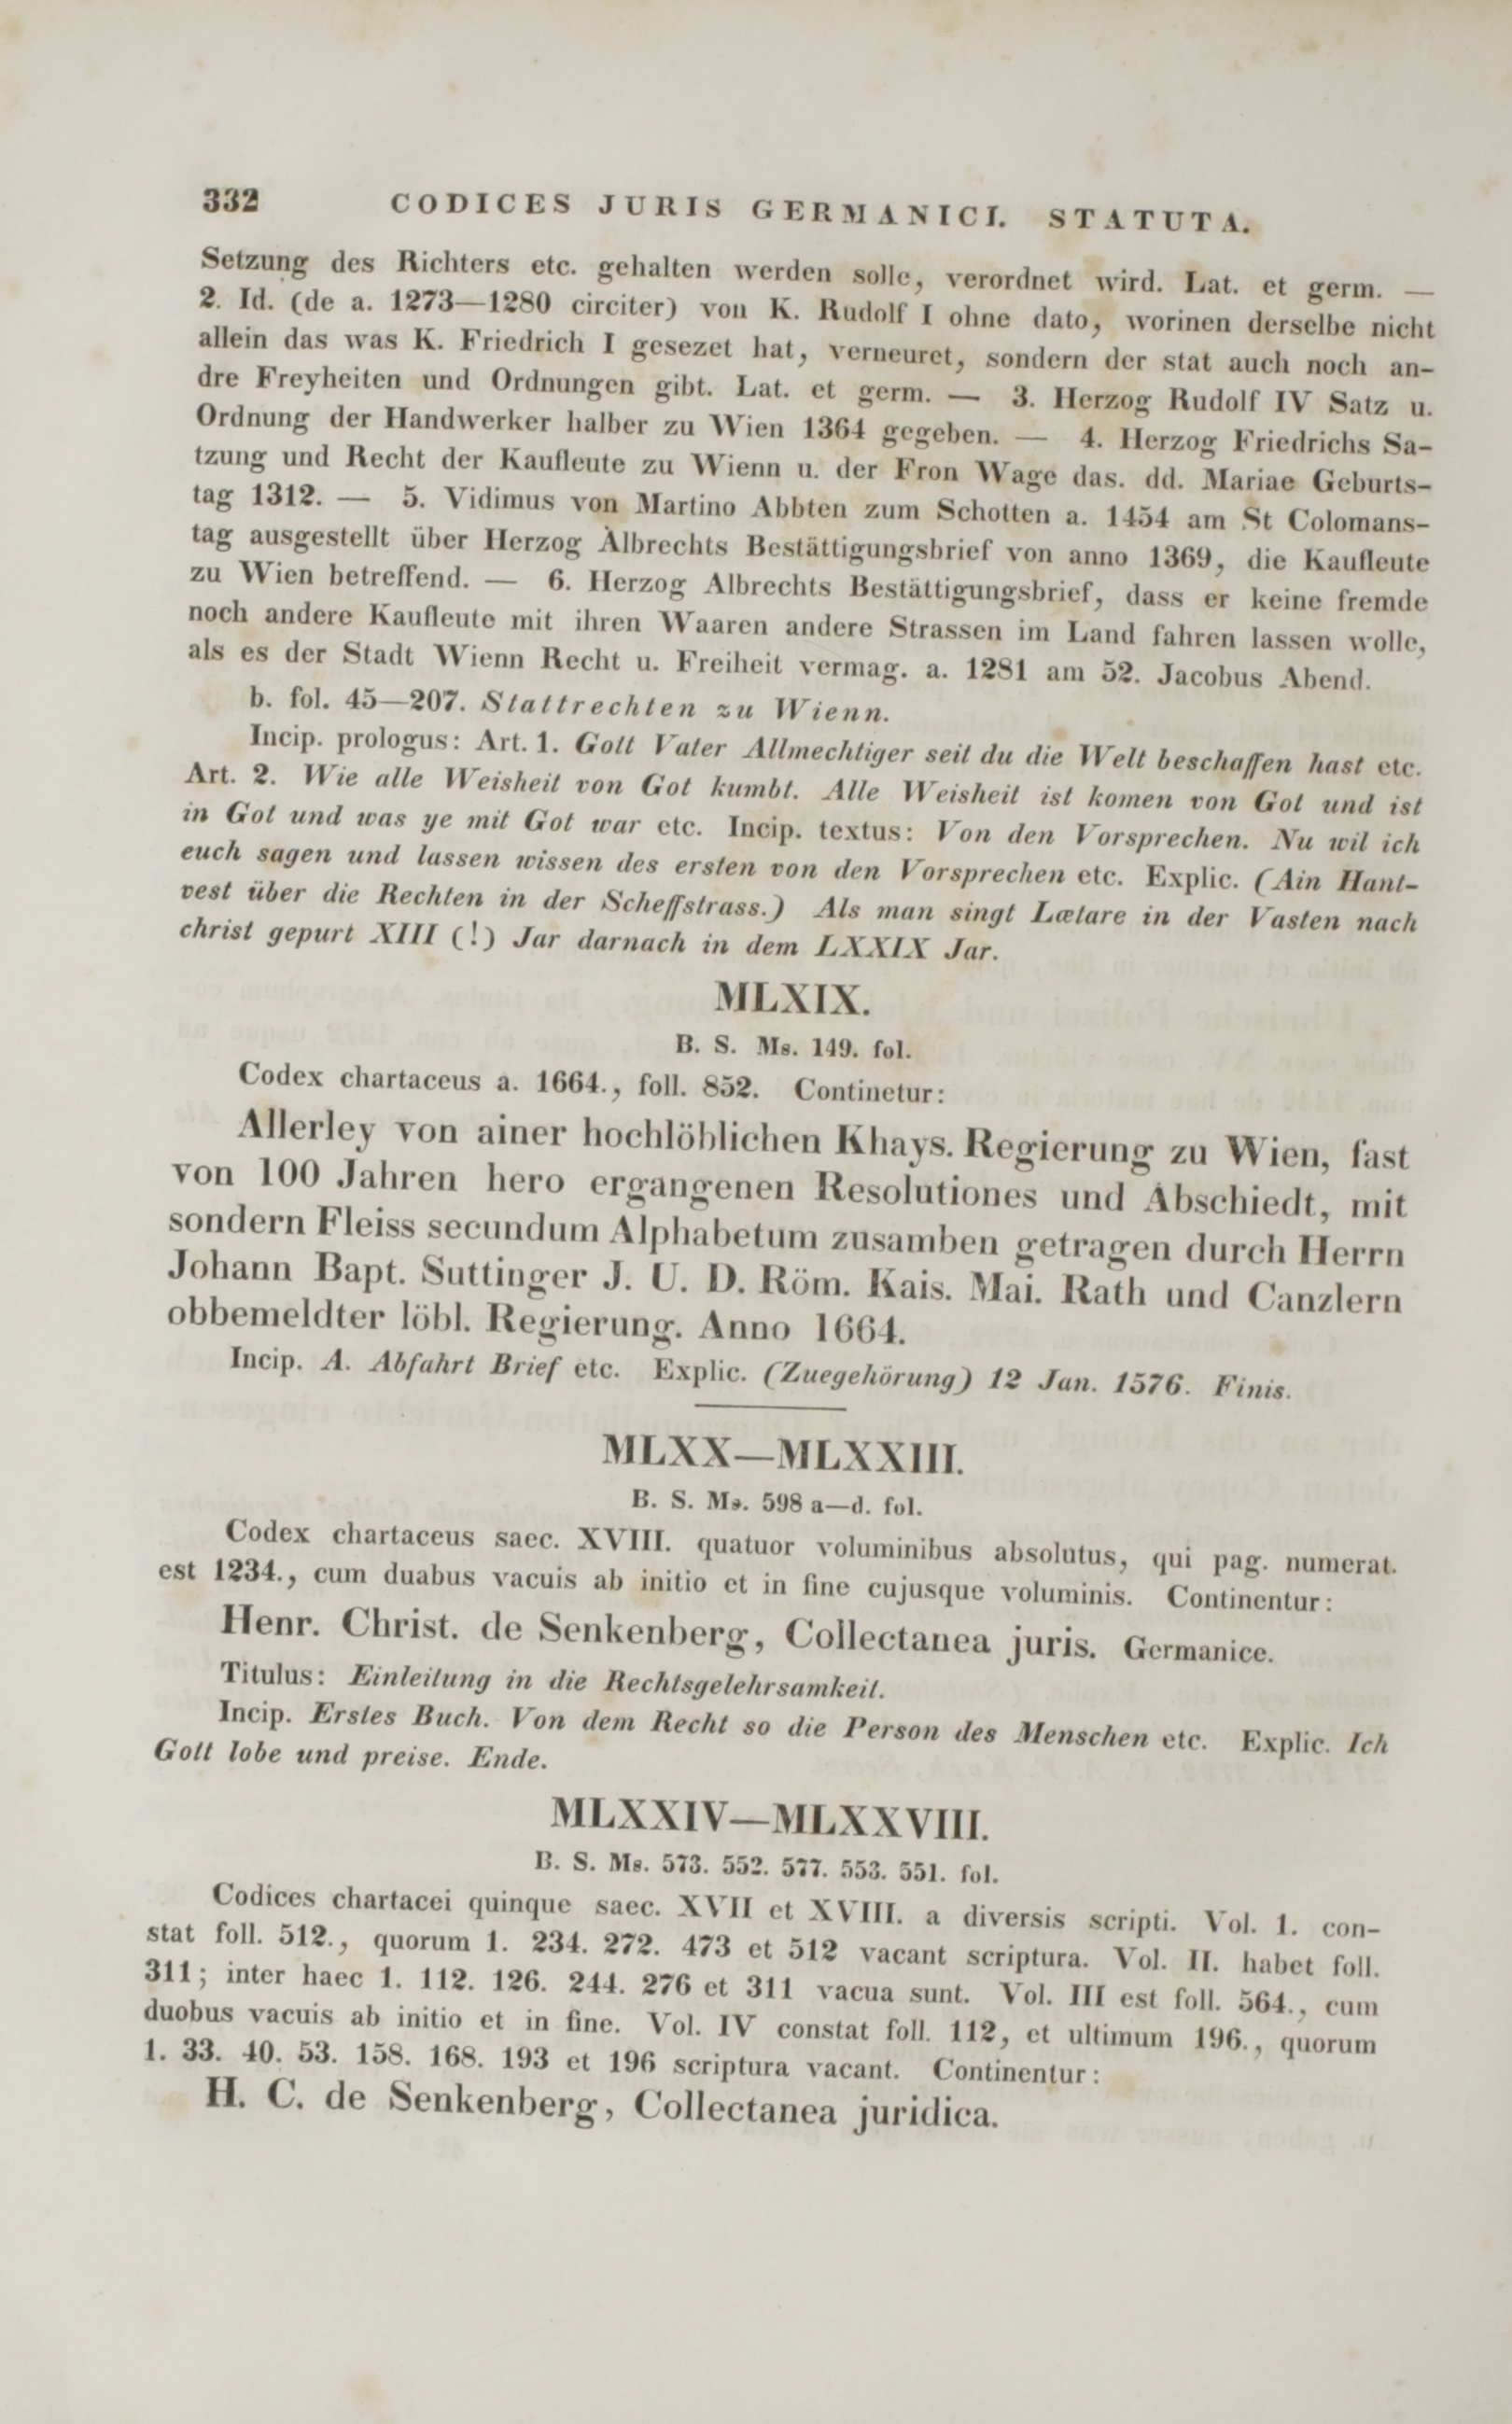 332 CODICES JURIS GERMANICI. STATUTA.
Setzung des Richters etc. gehalten werden solle, verordnet wird. Lat. et germ. —
2. Id. (de a. 1273—1280 circiter) von K. Rudolf I ohne dato, worinen derselbe nicht
allein das was K. Friedrich I gesezet hat, verneuret, sondern der stat auch noch an-
dre Freyheiten und Ordnungen gibt. Lat. et germ. — 3. Herzog Rudolf IV Satz u.
Ordnung der Handwerker halber zu Wien 1364 gegeben. — 4. Herzog Friedrichs Sa-
tzung und Recht der Kaufleute zu Wienn u. der Fron Wage das. dd. Mariae Geburts-
tag 1312. — 5. Vidimus von Martino Abbten zum Schotten a. 1454 am St Colomans-
tag ausgestellt über Herzog Albrechts Bestättigungsbrief von anno 1369, die Kaufleute
zu Wien betreffend. — 6. Herzog Albrechts Bestättigungsbrief, dass er keine fremde
noch andere Kaufleute mit ihren Waaren andere Strassen im Land fahren lassen wolle,
als es der Stadt Wienn Recht u. Freiheit vermag. a. 1281 am 52. Jacobus Abend.
b. fol. 45—207. Stattrechten zu Wienn.
Incip. prologus: Art. 1. Gott Vater Allmechtiger seit du die Welt beschaffen hast etc.
Art. 2. Wie alle Weisheit von Got kumbt. Alle Weisheit ist komen von Got und ist
in Got und was ye mit Got war etc. Incip. textus: Von den Vorsprechen. Nu wil ich
euch sagen und lassen wissen des ersten von den Vorsprechen etc. Explic. (Ain Hant-
vest über die Rechten in der Scheffstrass.) Als man singt Lætare in der Vasten nach
christ gepurt XIII (!) Jar darnach in dem LXXIX Jar.
MLXIX.
B. S. Ms. 149. fol.
Codex chartaceus a. 1664., foll. 852. Continetur:
Allerley von ainer hochlöblichen Khays. Regierung zu Wien, fast
von 100 Jahren hero ergangenen Resolutiones und Abschiedt, mit
sondern Fleiss secundum Alphabetum zusamben getragen durch Herrn
Johann Bapt. Suttinger J. U. D. Röm. Kais. Mai. Rath und Canzlern
obbemeldter löbl. Regierung. Anno 1664.
Incip. A. Abfahrt Brief etc. Explic. (Zuegehörung) 12 Jan. 1576. Finis.
MLXX—MLXXIII.
B. S. Ms. 598 a—d. fol.
Codex chartaceus saec. XVIII. quatuor voluminibus absolutus, qui pag. numerat.
est 1234., cum duabus vacuis ab initio et in fine cujusque voluminis. Continentur:
Henr. Christ. de Senkenberg, Collectanea juris. Germanice.
Titulus: Einleitung in die Rechtsgelehrsamkeit.
Incip. Erstes Buch. Von dem Recht so die Person des Menschen etc. Explic. Ich
Gott lobe und preise. Ende.
MLXXIV—MLXXVIII.
B. S. Ms. 573. 552. 577. 553. 551. fol.
Codices chartacei quinque saec. XVII et XVIII. a diversis scripti. Vol. 1. con-
stat foll. 512., quorum 1. 234. 272. 473 et 512 vacant scriptura. Vol. II. habet foll.
311; inter haec 1. 112. 126. 244. 276 et 311 vacua sunt. Vol. III est foll. 564., cum
duobus vacuis ab initio et in fine. Vol. IV constat foll. 112, et ultimum 196., quorum
1. 33. 40. 53. 158. 168. 193 et 196 scriptura vacant. Continentur:
H. C. de Senkenberg, Collectanea juridica.